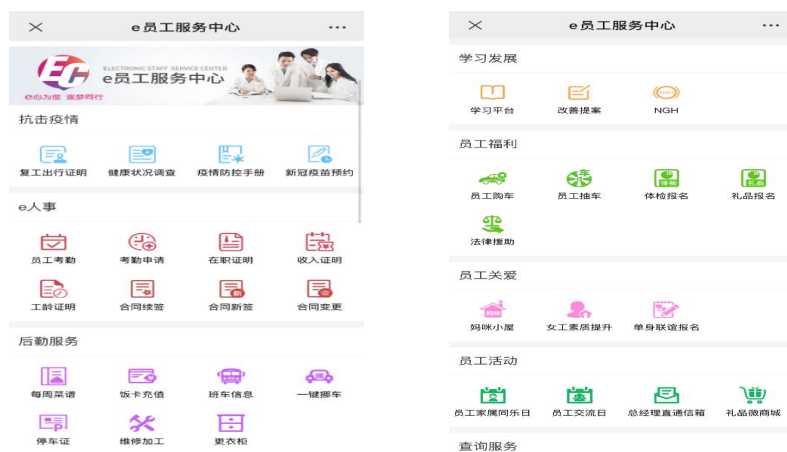 e员工服务中心
ELECTRONIC STAFF SERVICE CENTER
e员工服务中心
e心为您 逐梦同行
抗击疫情
复工出行证明 健康状况调查 疫情防控手册 新冠疫苗预约
e人事
员工考勤 考勤申请 在职证明 收入证明
工龄证明 合同续签 合同新签 合同变更
后勤服务
每周菜谱 饭卡充值 班车信息 一键挪车
停车证 维修加工 更衣柜
e员工服务中心
学习发展
学习平台 改善提案 NGH
员工福利
员工购车 员工抽车 体检报名 礼品报名
法律援助
员工关爱
妈咪小屋 女工素质提升 单身联谊报名
员工活动
员工家属同乐日 员工交流日 总经理直通信箱 礼品微商城
查询服务